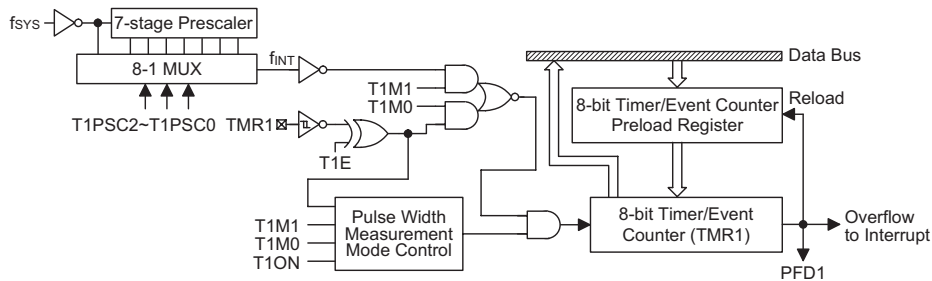 fSYS
7-stage Prescaler
8-1 MUX
fINT
T1PSC2~T1PSC0
TMR1
T1E
T1M1
T1M0
Data Bus
8-bit Timer/Event Counter
Preload Register
Reload
T1M1
T1M0
T1ON
Pulse Width
Measurement
Mode Control
8-bit Timer/Event
Counter (TMR1)
Overflow
to Interrupt
PFD1